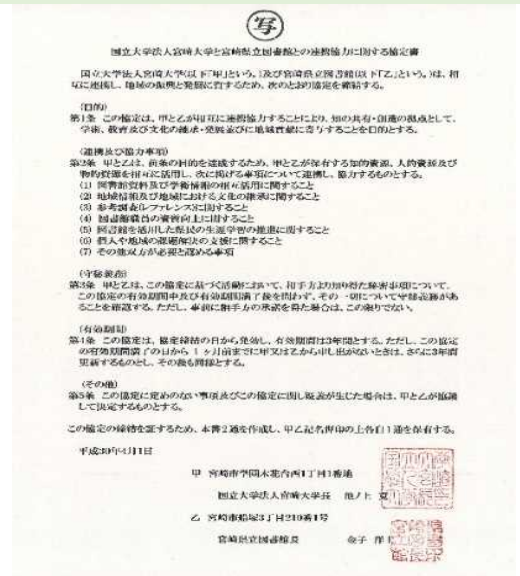 写
国立大学法人宮崎大学と宮崎県立図書館との連携協力に関する協定書
国立大学法人宮崎大学(以下「甲」という。)及び宮崎県立図書館(以下「乙」という。)は、相
互に連携し、地域の振興と発展に資するため、次のとおり協定を締結する。
(目的)
第1条 この協定は、甲と乙が相互に連携協力することにより、知の共有・創造の拠点として、
学術、教育及び文化の継承・発展並びに地域貢献に寄与することを目的とする。
(連携及び協力事項)
第2条 甲と乙は、前条の目的を達成するため、甲と乙が保有する知的資源、人的資源及び
物的資源を相互に活用し、次に掲げる事項について連携し、協力するものとする。
(1) 図書館資料及び学術情報の相互活用に関すること
(2) 地域情報及び地域における文化の継承に関すること
(3) 参考調査(レファレンス)に関すること
(4) 図書館職員の資質向上に関すること
(5) 図書館を活用した県民の生涯学習の推進に関すること
(6) 個人や地域の課題解決の支援に関すること
(7) その他双方が必要と認める事項
(守秘義務)
第3条 甲と乙は、この協定に基づく活動において、相手方より知り得た秘密事項について、
この協定の有効期間中及び有効期間満了後を問わず、その一切について守秘義務があ
ることを確認する。ただし、事前に相手方の承諾を得た場合は、この限りでない。
(有効期間)
第4条 この協定は、協定締結の日から発効し、有効期間は3年間とする。ただし、この協定
の有効期間満了の日から1ヶ月前までに甲又は乙から申し出がないときは、さらに3年間
更新するものとし、その後も同様とする。
(その他)
第5条 この協定に定めのない事項及びこの協定に関し疑義が生じた場合は、甲と乙が協議
して決定するものとする。
この協定の締結を証するため、本書2通を作成し、甲乙記名押印の上各自1通を保有する。
平成30年4月1日
甲 宮崎市学園木花台西1丁目1番地
国立大学法人宮崎大学長 池ノ上 克
乙 宮崎市船塚3丁目210番1号
宮崎県立図書館長 金子 洋